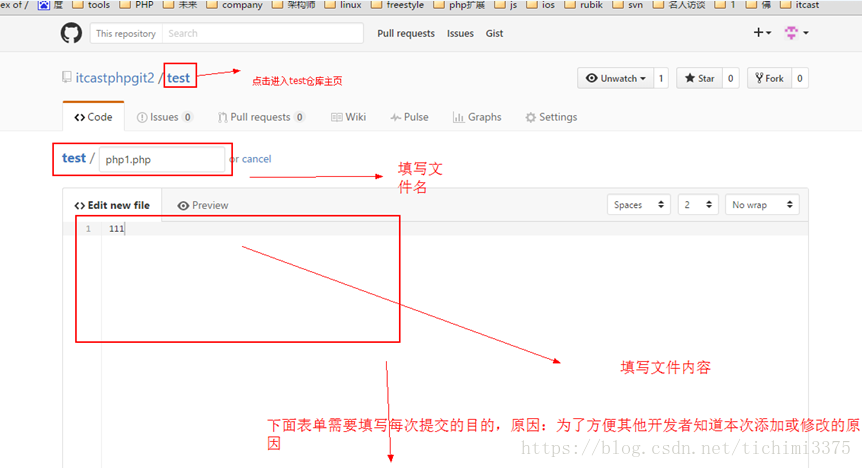 ex of / 度 tools PHP 未来 company 架构师 linux freestyle php扩展 js ios rubik svn 名人访谈 1 佛 itcast
This repository Search Pull requests Issues Gist
itcastphpgit2 / test
点击进入test仓库主页
Unwatch 1 Star 0 Fork 0
Code Issues 0 Pull requests 0 Wiki Pulse Graphs Settings
test / php1.php or cancel
填写文
件名
Edit new file Preview Spaces 2 No wrap
1 111
填写文件内容
下面表单需要填写每次提交的目的，原因：为了方便其他开发者知道本次添加或修改的原
因
https://blog.csdn.net/tichimi3375